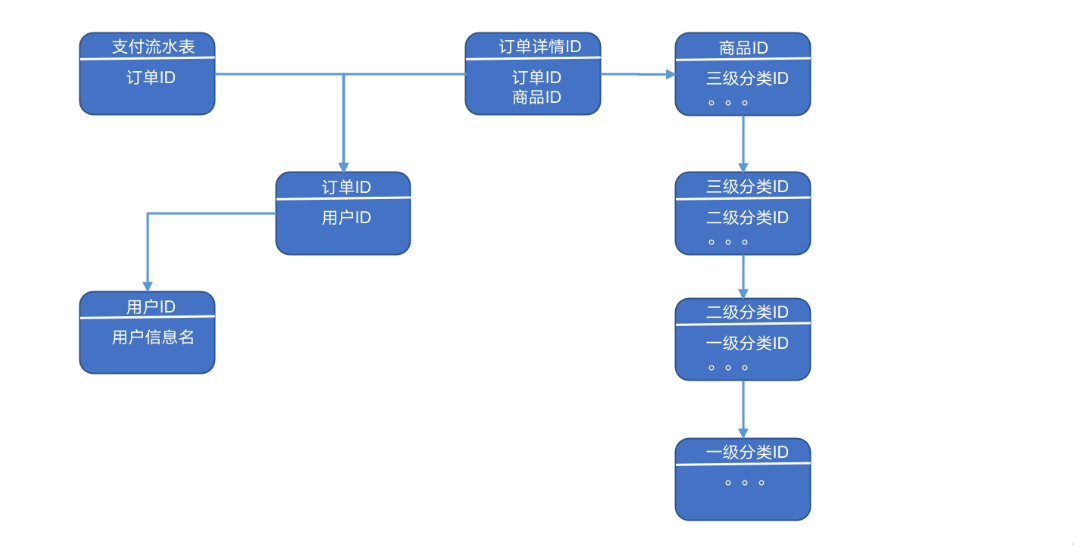 支付流水表
订单ID
订单详情ID
订单ID
商品ID
商品ID
三级分类ID
。。。
订单ID
用户ID
三级分类ID
二级分类ID
。。。
用户ID
用户信息名
二级分类ID
一级分类ID
。。。
一级分类ID
。。。